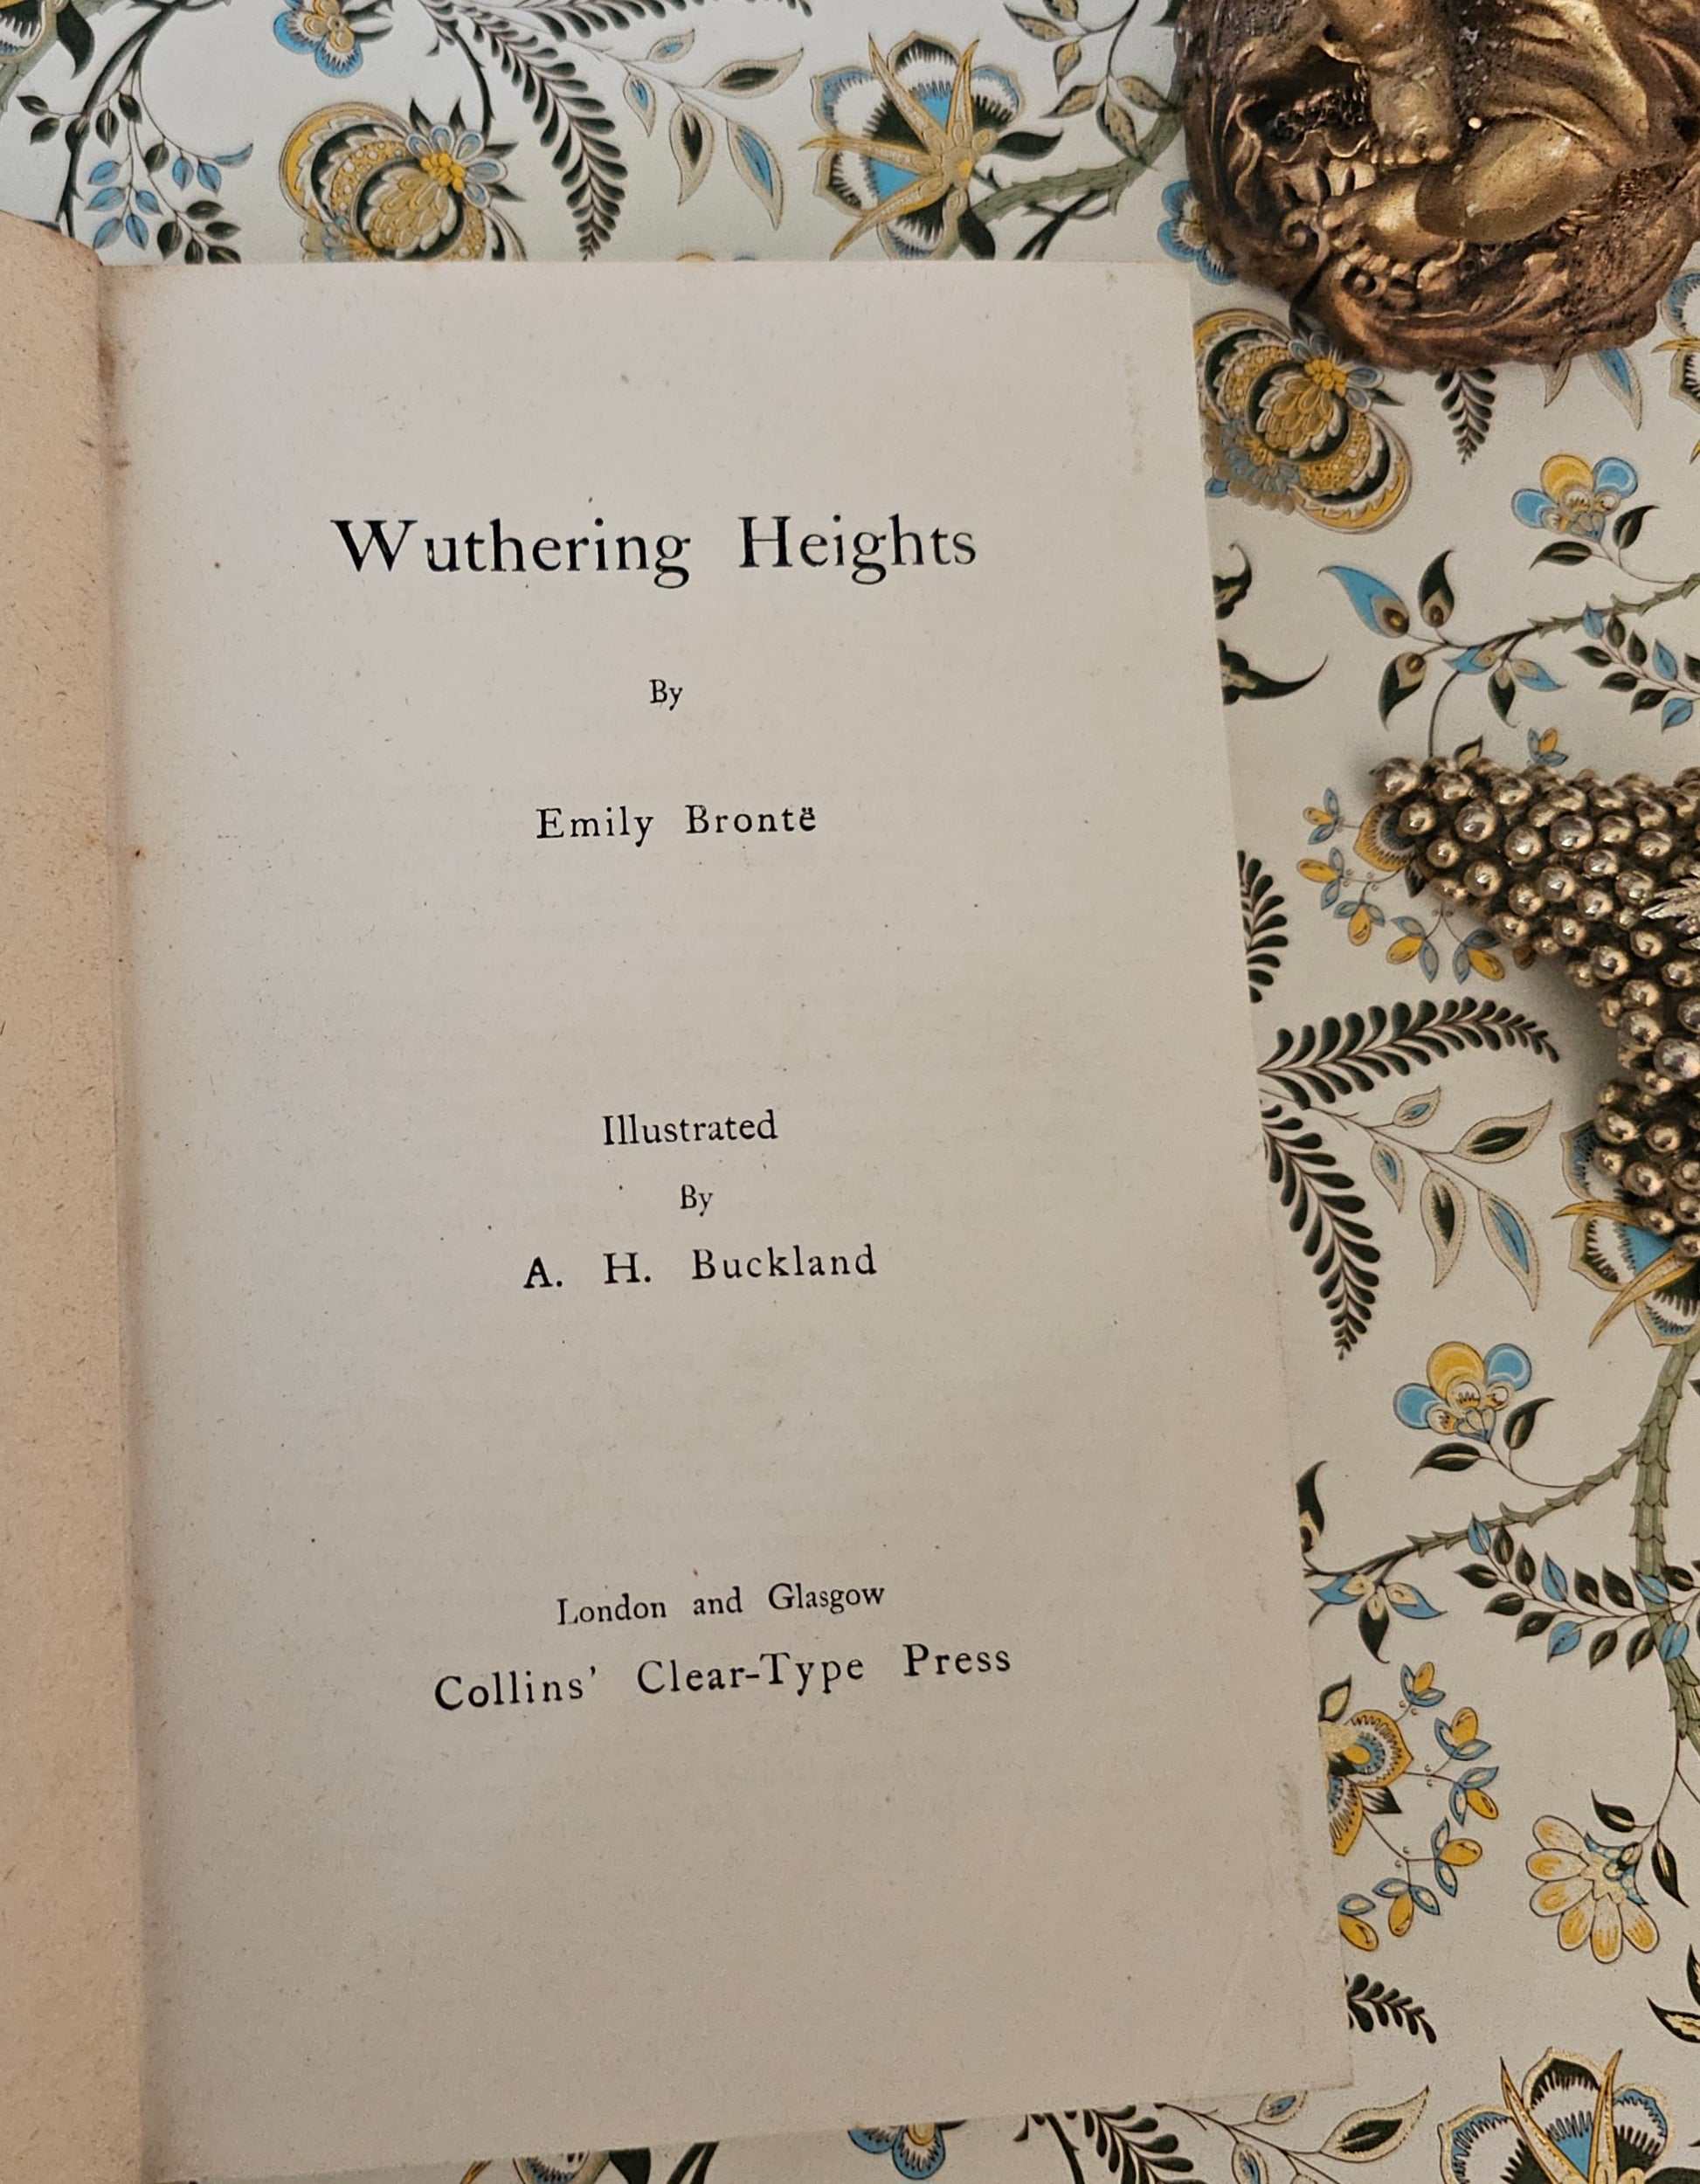 Wuthering Heights
By
Emily Brontë
Illustrated
By
A. H. Buckland
London and Glasgow
Collins' Clear-Type Press